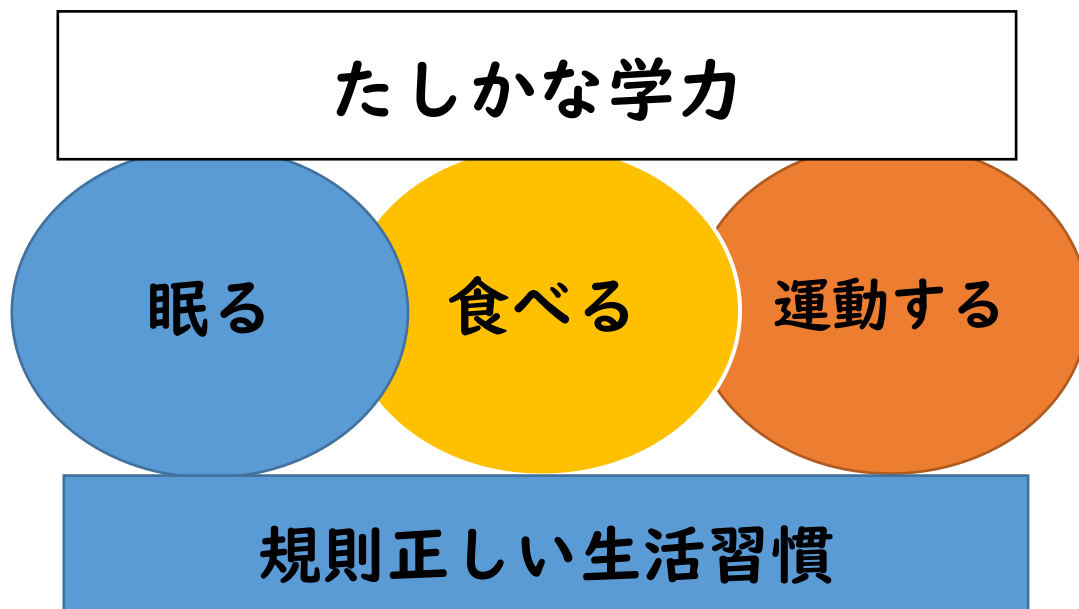 たしかな学力
眠る
食べる
運動する
規則正しい生活習慣